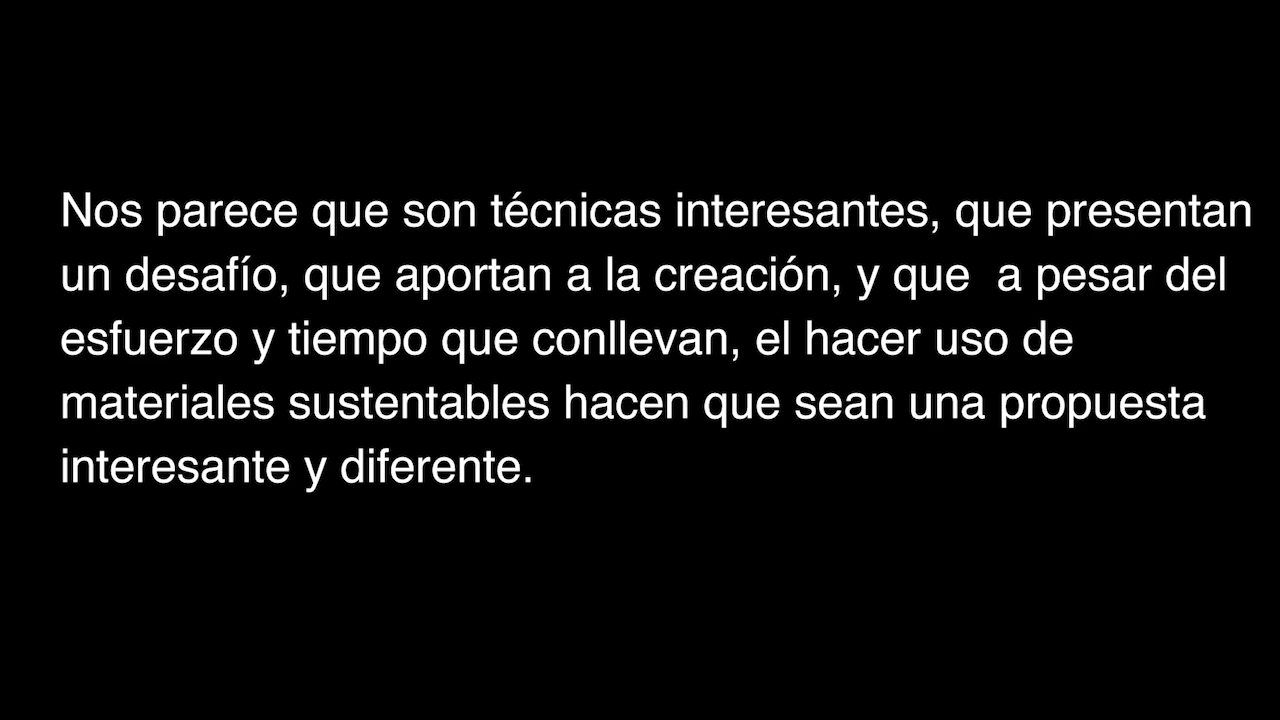 Nos parece que son técnicas interesantes, que presentan
un desafío, que aportan a la creación, y que  a pesar del
esfuerzo y tiempo que conllevan, el hacer uso de
materiales sustentables hacen que sean una propuesta
interesante y diferente.